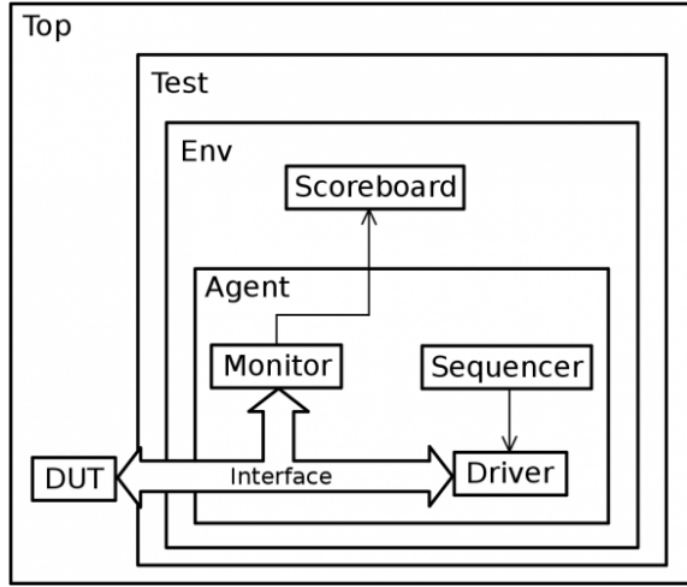 Top
Test
Env
Scoreboard
Agent
Monitor
Sequencer
DUT
Interface
Driver